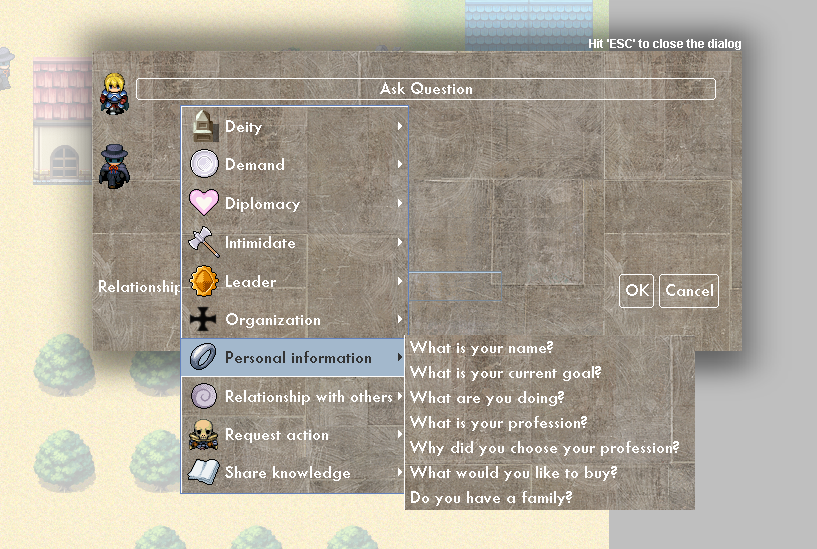 Hit 'ESC' to close the dialog
Ask Question
Deity
Demand
Diplomacy
Intimidate
Leader
Relationship
OK
Cancel
Organization
Personal information
What is your name?
What is your current goal?
What are you doing?
What is your profession?
Why did you choose your profession?
What would you like to buy?
Do you have a family?
Relationship with others
Request action
Share knowledge